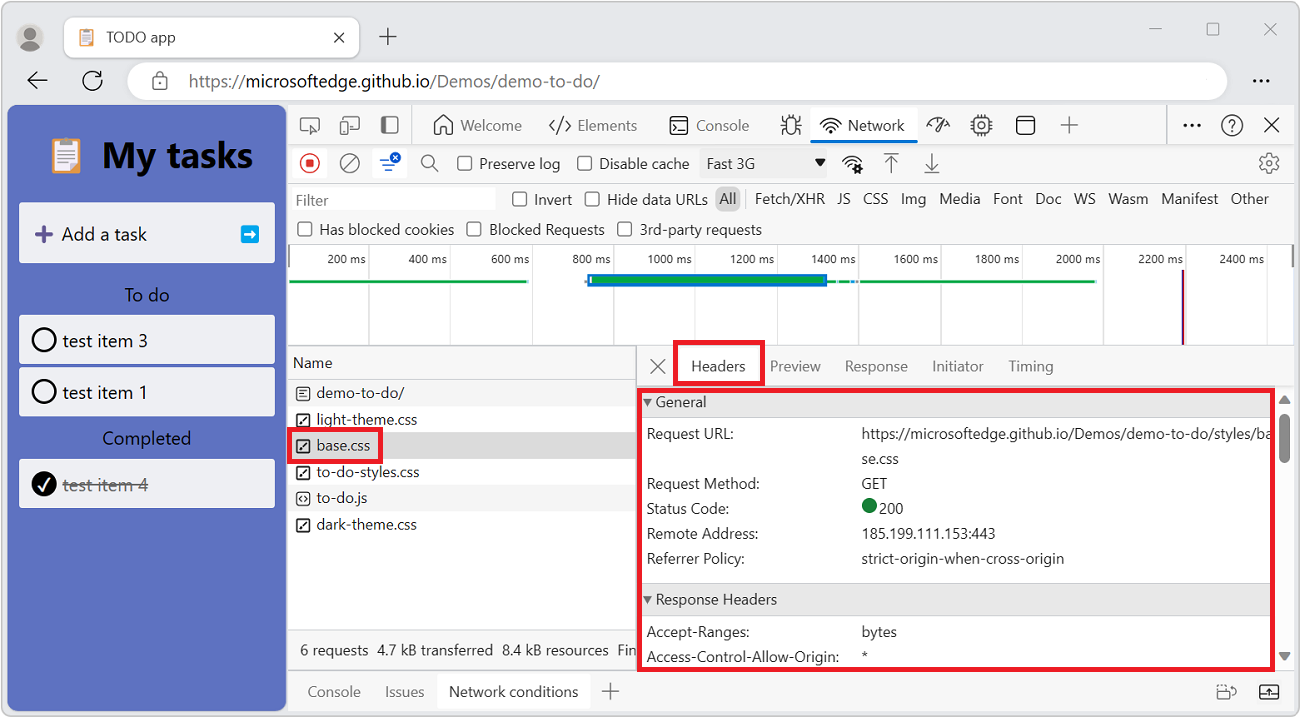 TODO app
https://microsoftedge.github.io/Demos/demo-to-do/
My tasks
Add a task
To do
test item 3
test item 1
Completed
test item 4
Welcome Elements Console Network
Preserve log Disable cache Fast 3G
Filter Invert Hide data URLs All Fetch/XHR JS CSS Img Media Font Doc WS Wasm Manifest Other
Has blocked cookies Blocked Requests 3rd-party requests
200 ms 400 ms 600 ms 800 ms 1000 ms 1200 ms 1400 ms 1600 ms 1800 ms 2000 ms 2200 ms 2400 ms
Name
demo-to-do/
light-theme.css
base.css
to-do-styles.css
to-do.js
dark-theme.css
6 requests 4.7 kB transferred 8.4 kB resources Fin
Headers Preview Response Initiator Timing
General
Request URL: https://microsoftedge.github.io/Demos/demo-to-do/styles/ba
se.css
Request Method: GET
Status Code: 200
Remote Address: 185.199.111.153:443
Referrer Policy: strict-origin-when-cross-origin
Response Headers
Accept-Ranges: bytes
Access-Control-Allow-Origin: *
Console Issues Network conditions